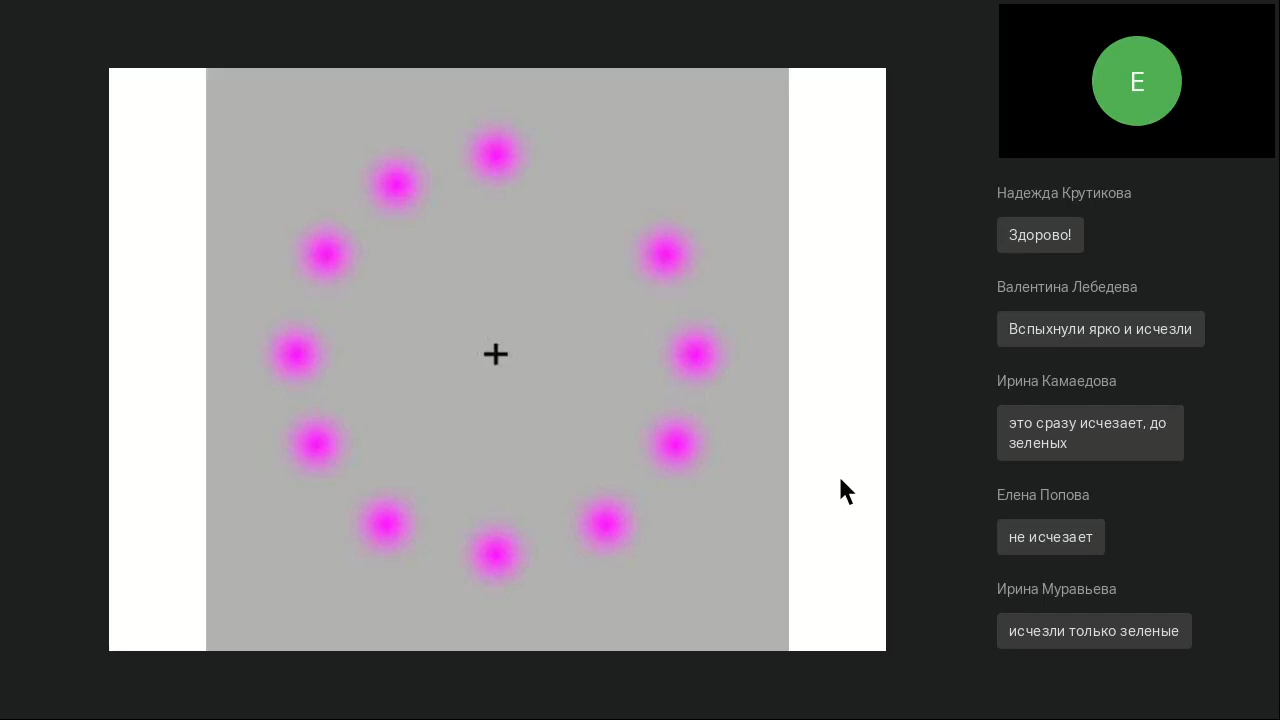 E
Надежда Крутикова
Здорово!
Валентина Лебедева
Вспыхнули ярко и исчезли
Ирина Камаедова
это сразу исчезает, до
зеленых
Елена Попова
не исчезает
Ирина Муравьева
исчезли только зеленые